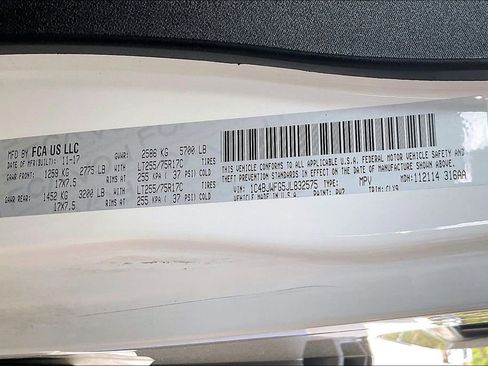 MFD BY FCA US LLC
DATE OF MFR(BUILT): 11-17 GVWR: 2586 KG 5700 LB
GAWR FRONT 1259 KG 2775 LB WITH LT255/75R17C TIRES
17X7.5 RIMS AT 255 KPA ( 37 PSI) COLD
GAWR REAR 1452 KG 3200 LB WITH LT255/75R17C TIRES
17X7.5 RIMS AT 255 KPA ( 37 PSI) COLD
THIS VEHICLE CONFORMS TO ALL APPLICABLE U.S.A. FEDERAL MOTOR VEHICLE SAFETY AND
THEFT PREVENTION STANDARDS IN EFFECT ON THE DATE OF MANUFACTURE SHOWN ABOVE.
VIN: 1C4BJWFG5JL832575 TYPE: MPV MDH:112114 316AA
VEHICLE MADE IN U.S.A. PAINT: PW7 TRIM: